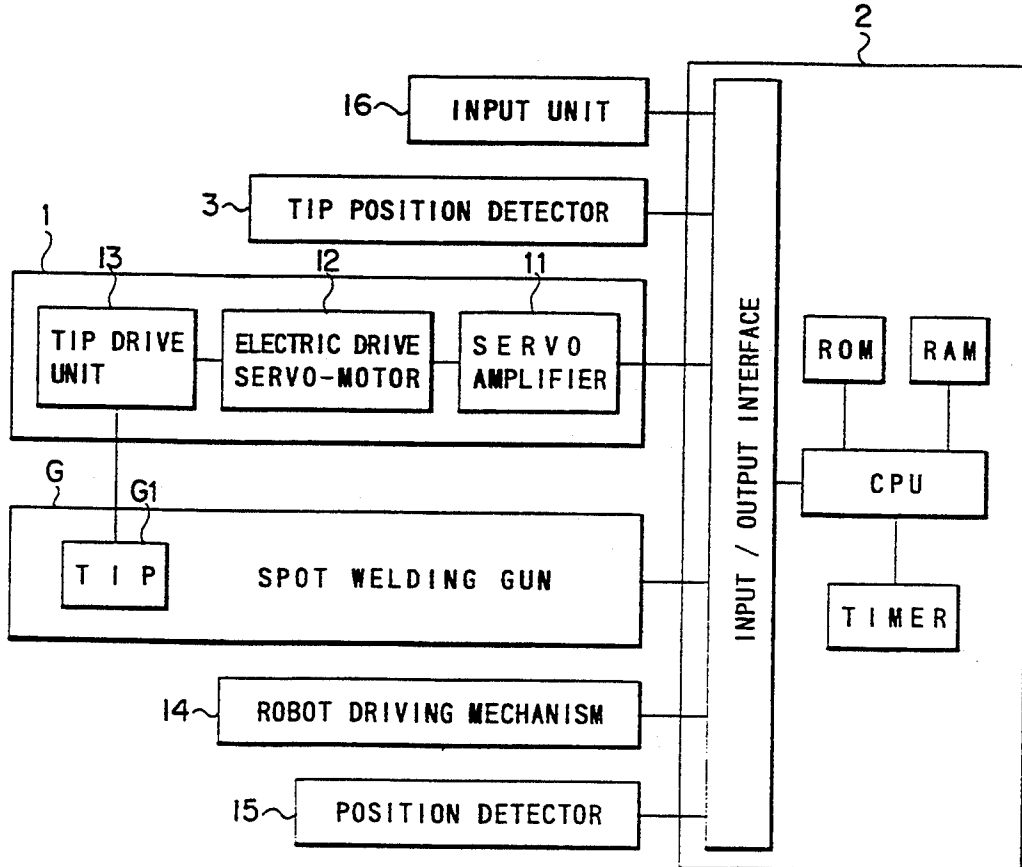 2
16
INPUT UNIT
3
TIP POSITION DETECTOR
1
13
12
11
TIP DRIVE
UNIT
ELECTRIC DRIVE
SERVO-MOTOR
SERVO
AMPLIFIER
INPUT / OUTPUT INTERFACE
ROM
RAM
CPU
TIMER
G
G1
TIP
SPOT WELDING GUN
14
ROBOT DRIVING MECHANISM
15
POSITION DETECTOR